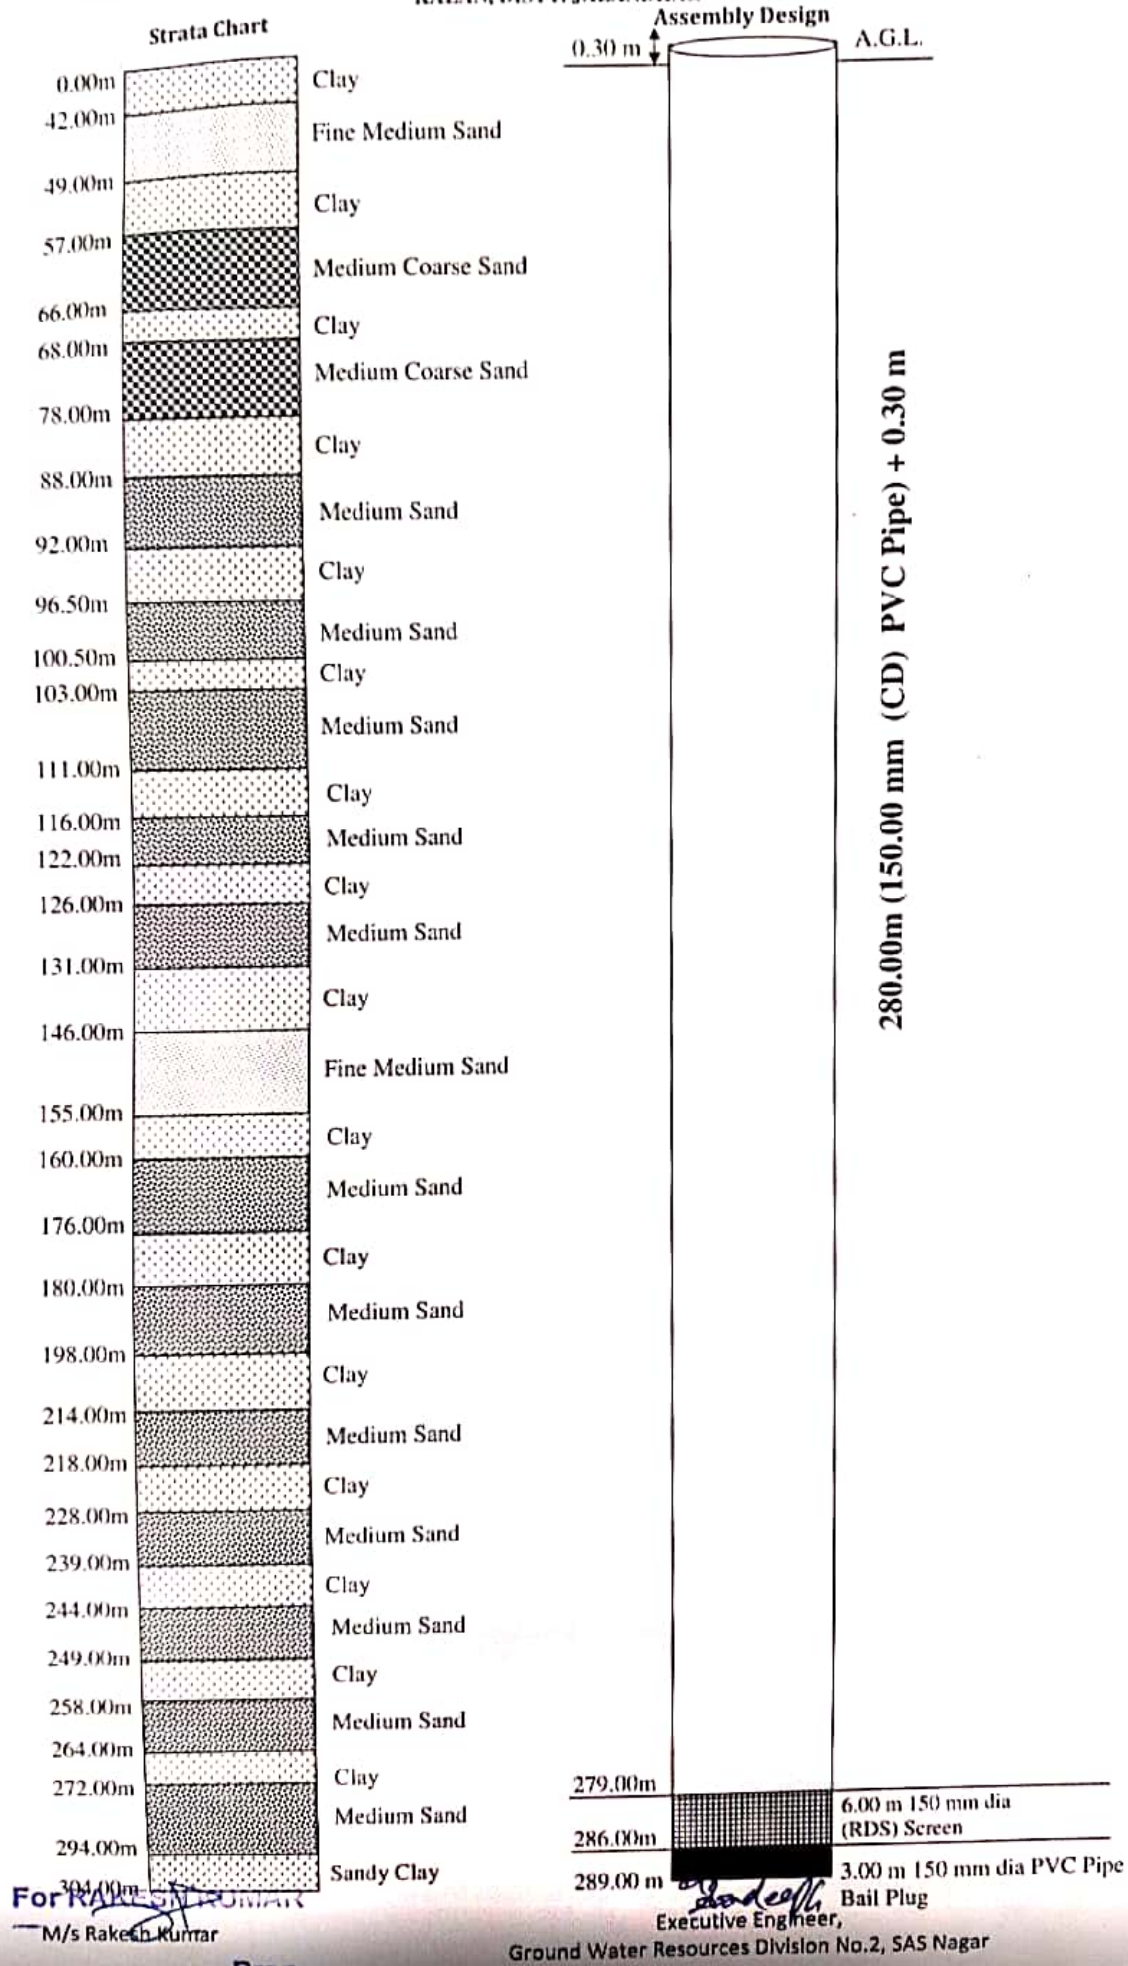 Strata Chart
Assembly Design
0.30 m
A.G.L.
0.00m
Clay
42.00m
Fine Medium Sand
49.00m
Clay
57.00m
Medium Coarse Sand
66.00m
Clay
68.00m
Medium Coarse Sand
78.00m
Clay
88.00m
Medium Sand
92.00m
Clay
96.50m
Medium Sand
100.50m
Clay
103.00m
Medium Sand
111.00m
Clay
116.00m
Medium Sand
122.00m
Clay
126.00m
Medium Sand
131.00m
Clay
146.00m
Fine Medium Sand
155.00m
Clay
160.00m
Medium Sand
176.00m
Clay
180.00m
Medium Sand
198.00m
Clay
214.00m
Medium Sand
218.00m
Clay
228.00m
Medium Sand
239.00m
Clay
244.00m
Medium Sand
249.00m
Clay
258.00m
Medium Sand
264.00m
Clay
272.00m
Medium Sand
294.00m
Sandy Clay
304.00m
280.00m (150.00 mm (CD) PVC Pipe) + 0.30 m
279.00m
6.00 m 150 mm dia
(RDS) Screen
286.00m
289.00 m
3.00 m 150 mm dia PVC Pipe
Bail Plug
For RAKESH KUMAR
M/s Rakesh Kumar
Executive Engineer,
Ground Water Resources Division No.2, SAS Nagar